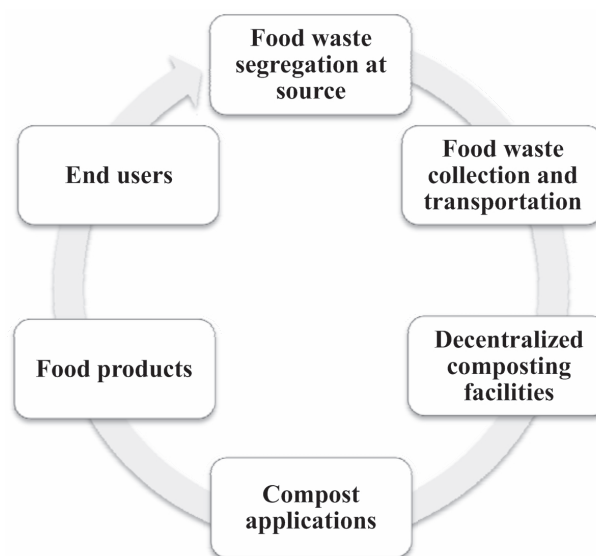 Food waste
segregation at
source
Food waste
collection and
transportation
Decentralized
composting
facilities
Compost
applications
Food products
End users